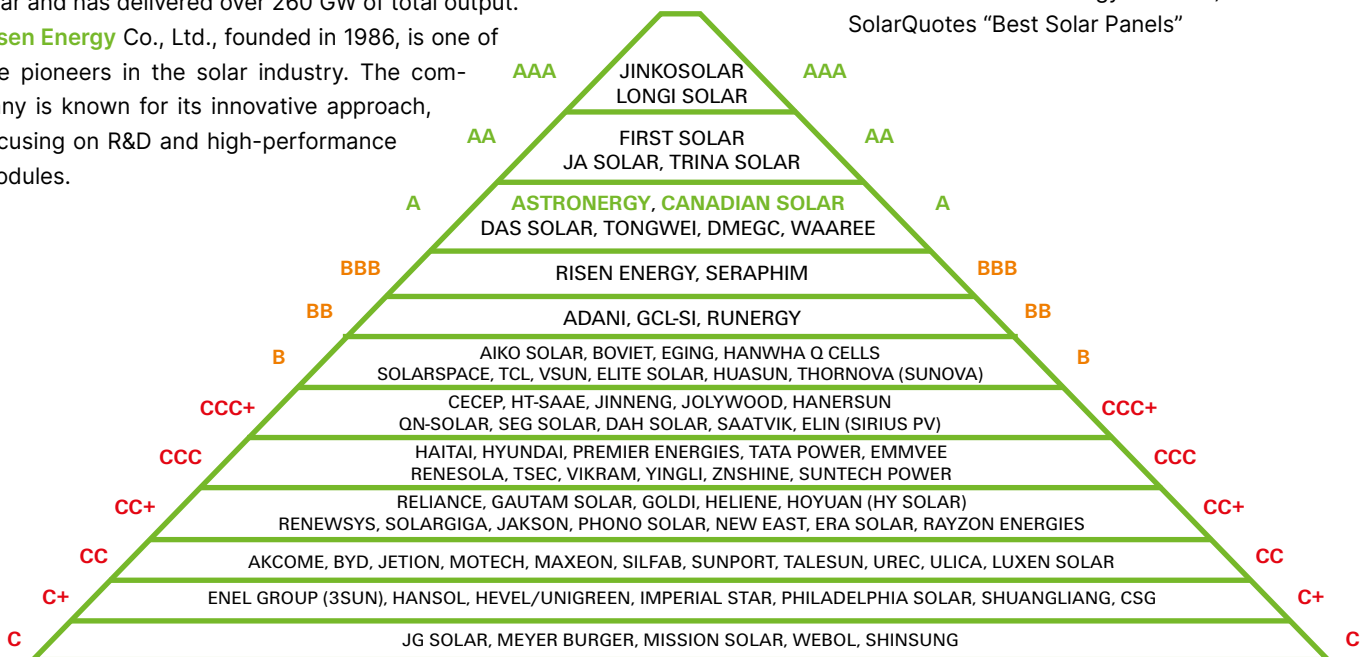 ar and has delivered over 260 GW of total output.
sen Energy Co., Ltd., founded in 1986, is one of
e pioneers in the solar industry. The com-
any is known for its innovative approach,
cusing on R&D and high-performance
odules.
SolarQuotes “Best Solar Panels”
AAA JINKOSOLAR AAA
LONGI SOLAR
AA FIRST SOLAR AA
JA SOLAR, TRINA SOLAR
A ASTRONERGY, CANADIAN SOLAR A
DAS SOLAR, TONGWEI, DMEGC, WAAREE
BBB RISEN ENERGY, SERAPHIM BBB
BB ADANI, GCL-SI, RUNERGY BB
B AIKO SOLAR, BOVIET, EGING, HANWHA Q CELLS B
SOLARSPACE, TCL, VSUN, ELITE SOLAR, HUASUN, THORNOVA (SUNOVA)
CCC+ CECEP, HT-SAAE, JINNENG, JOLYWOOD, HANERSUN CCC+
QN-SOLAR, SEG SOLAR, DAH SOLAR, SAATVIK, ELIN (SIRIUS PV)
CCC HAITAI, HYUNDAI, PREMIER ENERGIES, TATA POWER, EMMVEE CCC
RENESOLA, TSEC, VIKRAM, YINGLI, ZNSHINE, SUNTECH POWER
CC+ RELIANCE, GAUTAM SOLAR, GOLDI, HELIENE, HOYUAN (HY SOLAR) CC+
RENEWSYS, SOLARGIGA, JAKSON, PHONO SOLAR, NEW EAST, ERA SOLAR, RAYZON ENERGIES
CC AKCOME, BYD, JETION, MOTECH, MAXEON, SILFAB, SUNPORT, TALESUN, UREC, ULICA, LUXEN SOLAR CC
C+ ENEL GROUP (3SUN), HANSOL, HEVEL/UNIGREEN, IMPERIAL STAR, PHILADELPHIA SOLAR, SHUANGLIANG, CSG C+
C JG SOLAR, MEYER BURGER, MISSION SOLAR, WEBOL, SHINSUNG C